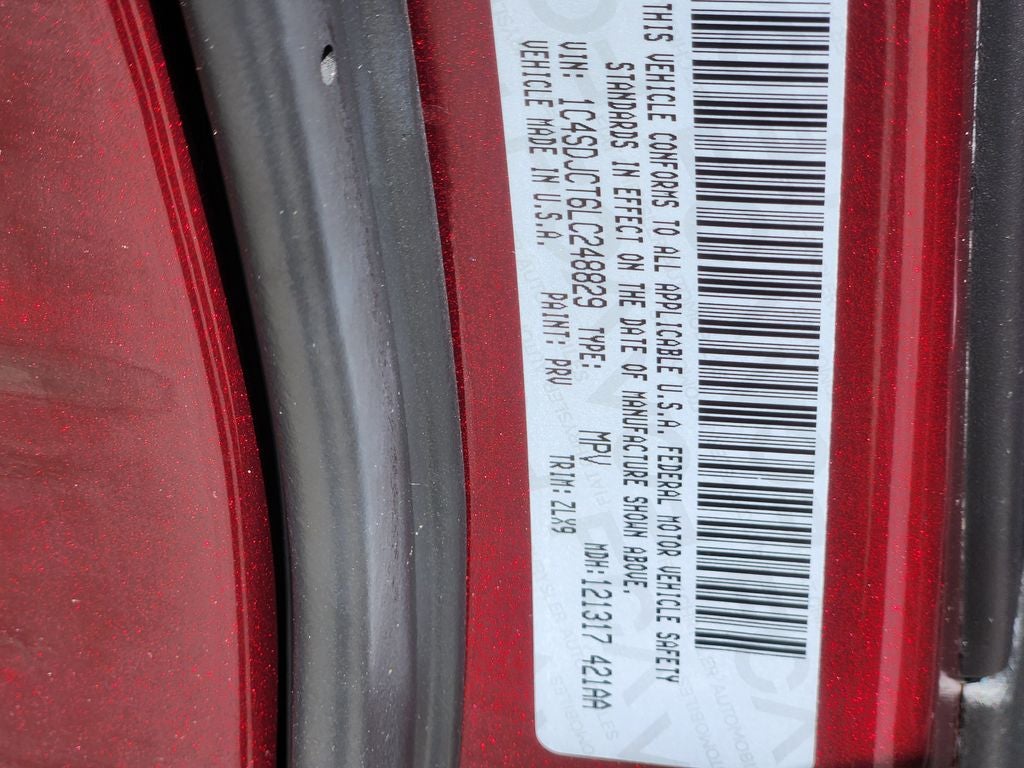 THIS VEHICLE CONFORMS TO ALL APPLICABLE U.S.A. FEDERAL MOTOR VEHICLE SAFETY
STANDARDS IN EFFECT ON THE DATE OF MANUFACTURE SHOWN ABOVE.
VIN: 1C4SDJCT6LC248829 TYPE: MPV MDH:121317 421AA
VEHICLE MADE IN U.S.A. PAINT: PRV TRIM:ZLX9